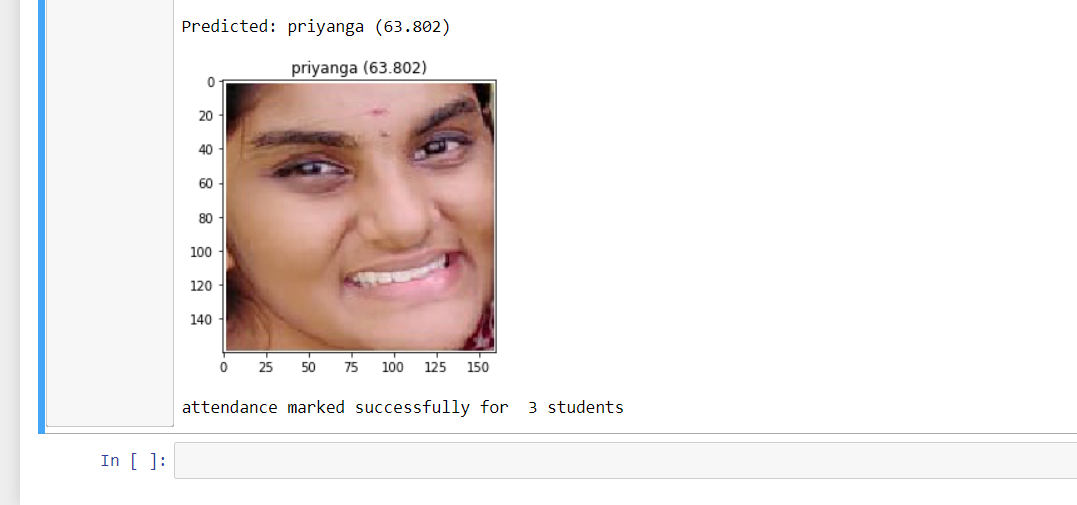 Predicted: priyanga (63.802)
priyanga (63.802)
0
20
40
60
80
100
120
140
0 25 50 75 100 125 150
attendance marked successfully for  3 students
In [ ]: